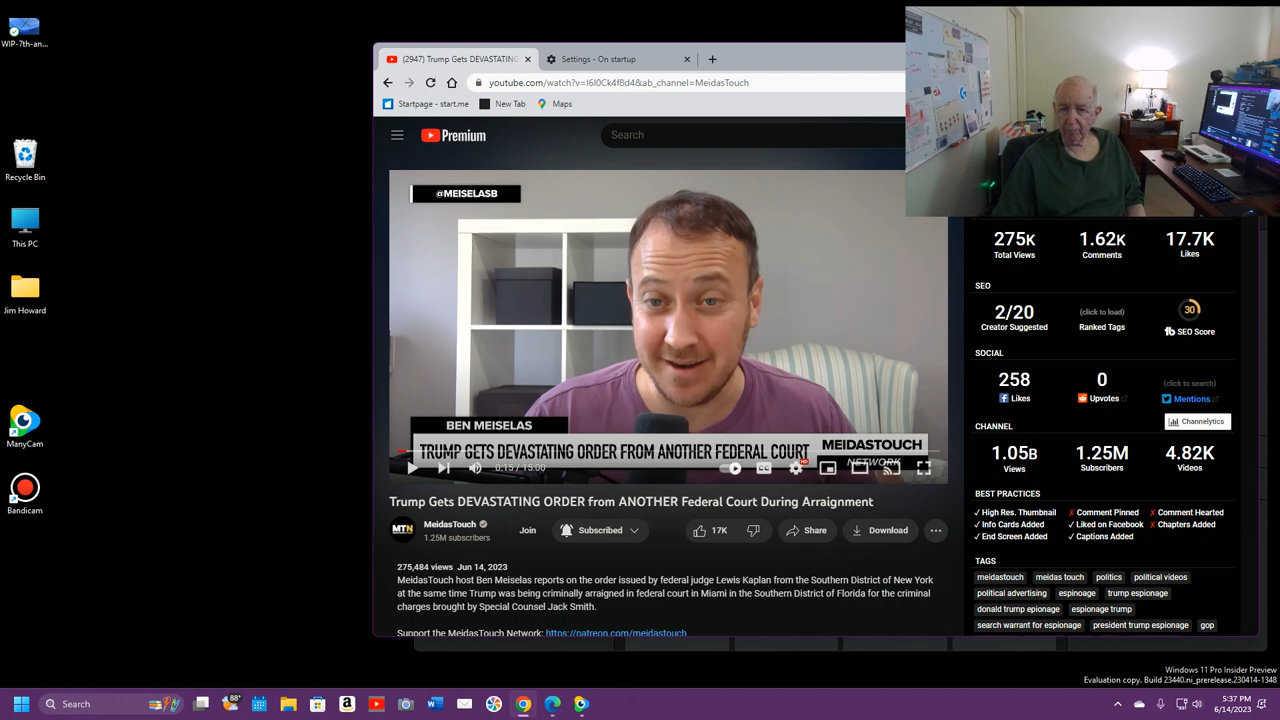 WIP-7th-an...
Recycle Bin
This PC
Jim Howard
ManyCam
Bandicam
(2947) Trump Gets DEVASTATING
Settings - On startup
youtube.com/watch?v=I6I0Ck4f8d4&ab_channel=MeidasTouch
Startpage - start.me
New Tab
Maps
Premium
Search
@MEISELASB
BEN MEISELAS
TRUMP GETS DEVASTATING ORDER FROM ANOTHER FEDERAL COURT
MEIDASTOUCH
NETWORK
0:15 / 15:00
CC
HD
Trump Gets DEVASTATING ORDER from ANOTHER Federal Court During Arraignment
MTN
MeidasTouch
1.25M subscribers
Join
Subscribed
17K
Share
Download
275,484 views Jun 14, 2023
MeidasTouch host Ben Meiselas reports on the order issued by federal judge Lewis Kaplan from the Southern District of New York
at the same time Trump was being criminally arraigned in federal court in Miami in the Southern District of Florida for the criminal
charges brought by Special Counsel Jack Smith.
Support the MeidasTouch Network: https://patreon.com/meidastouch
275K 1.62K 17.7K
Total Views Comments Likes
SEO
2/20 (click to load) 30
Creator Suggested Ranked Tags tb SEO Score
SOCIAL
258 0 (click to search)
Likes Upvotes Mentions
Channelytics
CHANNEL
1.05B 1.25M 4.82K
Views Subscribers Videos
BEST PRACTICES
✓ High Res. Thumbnail ✗ Comment Pinned ✗ Comment Hearted
✓ Info Cards Added ✓ Liked on Facebook ✗ Chapters Added
✓ End Screen Added ✓ Captions Added
TAGS
meidastouch meidas touch politics political videos
political advertising espinoage trump espionage
donald trump epionage espionage trump
search warrant for espionage president trump espionage gop
Windows 11 Pro Insider Preview
Evaluation copy. Build 23440.ni_prerelease.230414-1348
Search
88°
5:37 PM
6/14/2023